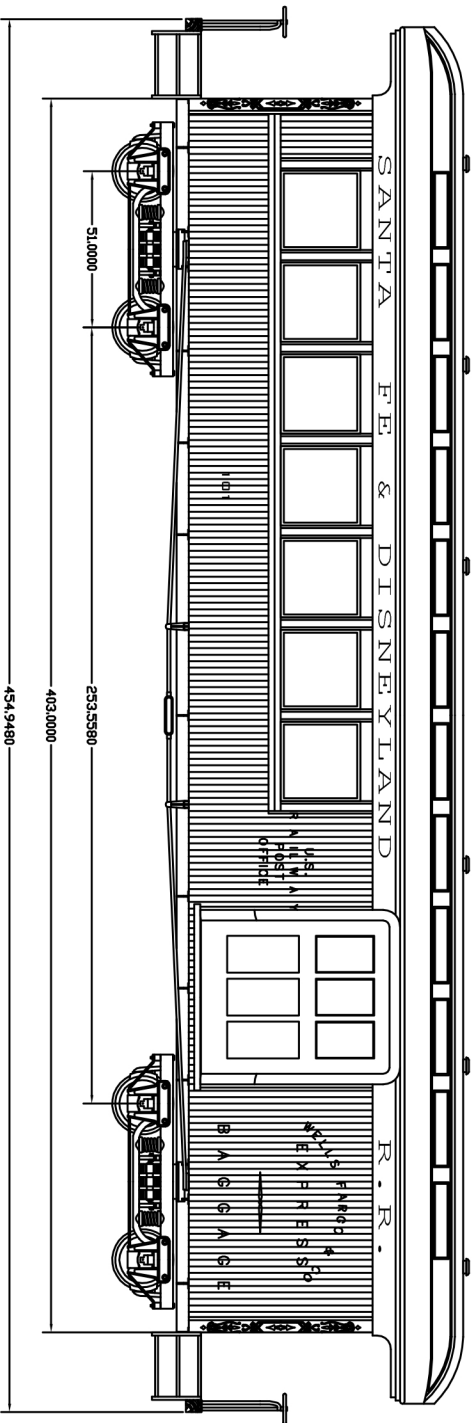 SANTA FE & DISNEYLAND R.R.
101
U.S.
RAILWAY
POST
OFFICE
WELLS FARGO & CO
EXPRESS
BAGGAGE
51.0000
253.5580
403.0000
454.9480